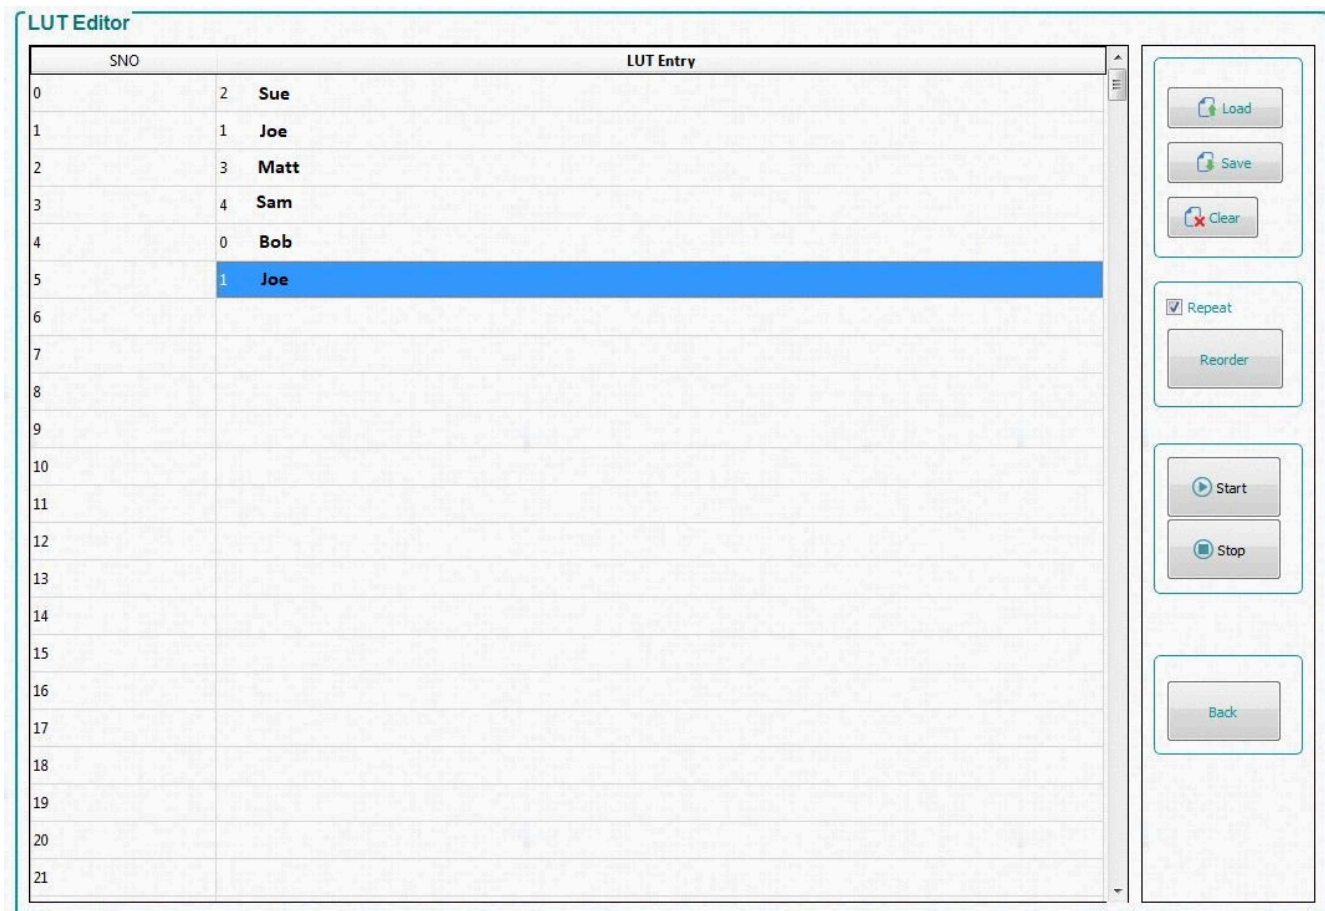 LUT Editor
SNO LUT Entry
0 2 Sue
1 1 Joe
2 3 Matt
3 4 Sam
4 0 Bob
5 1 Joe
6
7
8
9
10
11
12
13
14
15
16
17
18
19
20
21
Load
Save
Clear
Repeat
Reorder
Start
Stop
Back